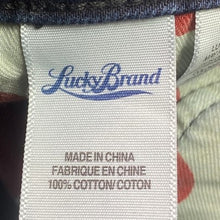 Lucky Brand
MADE IN CHINA
FABRIQUE EN CHINE
100% COTTON/COTON